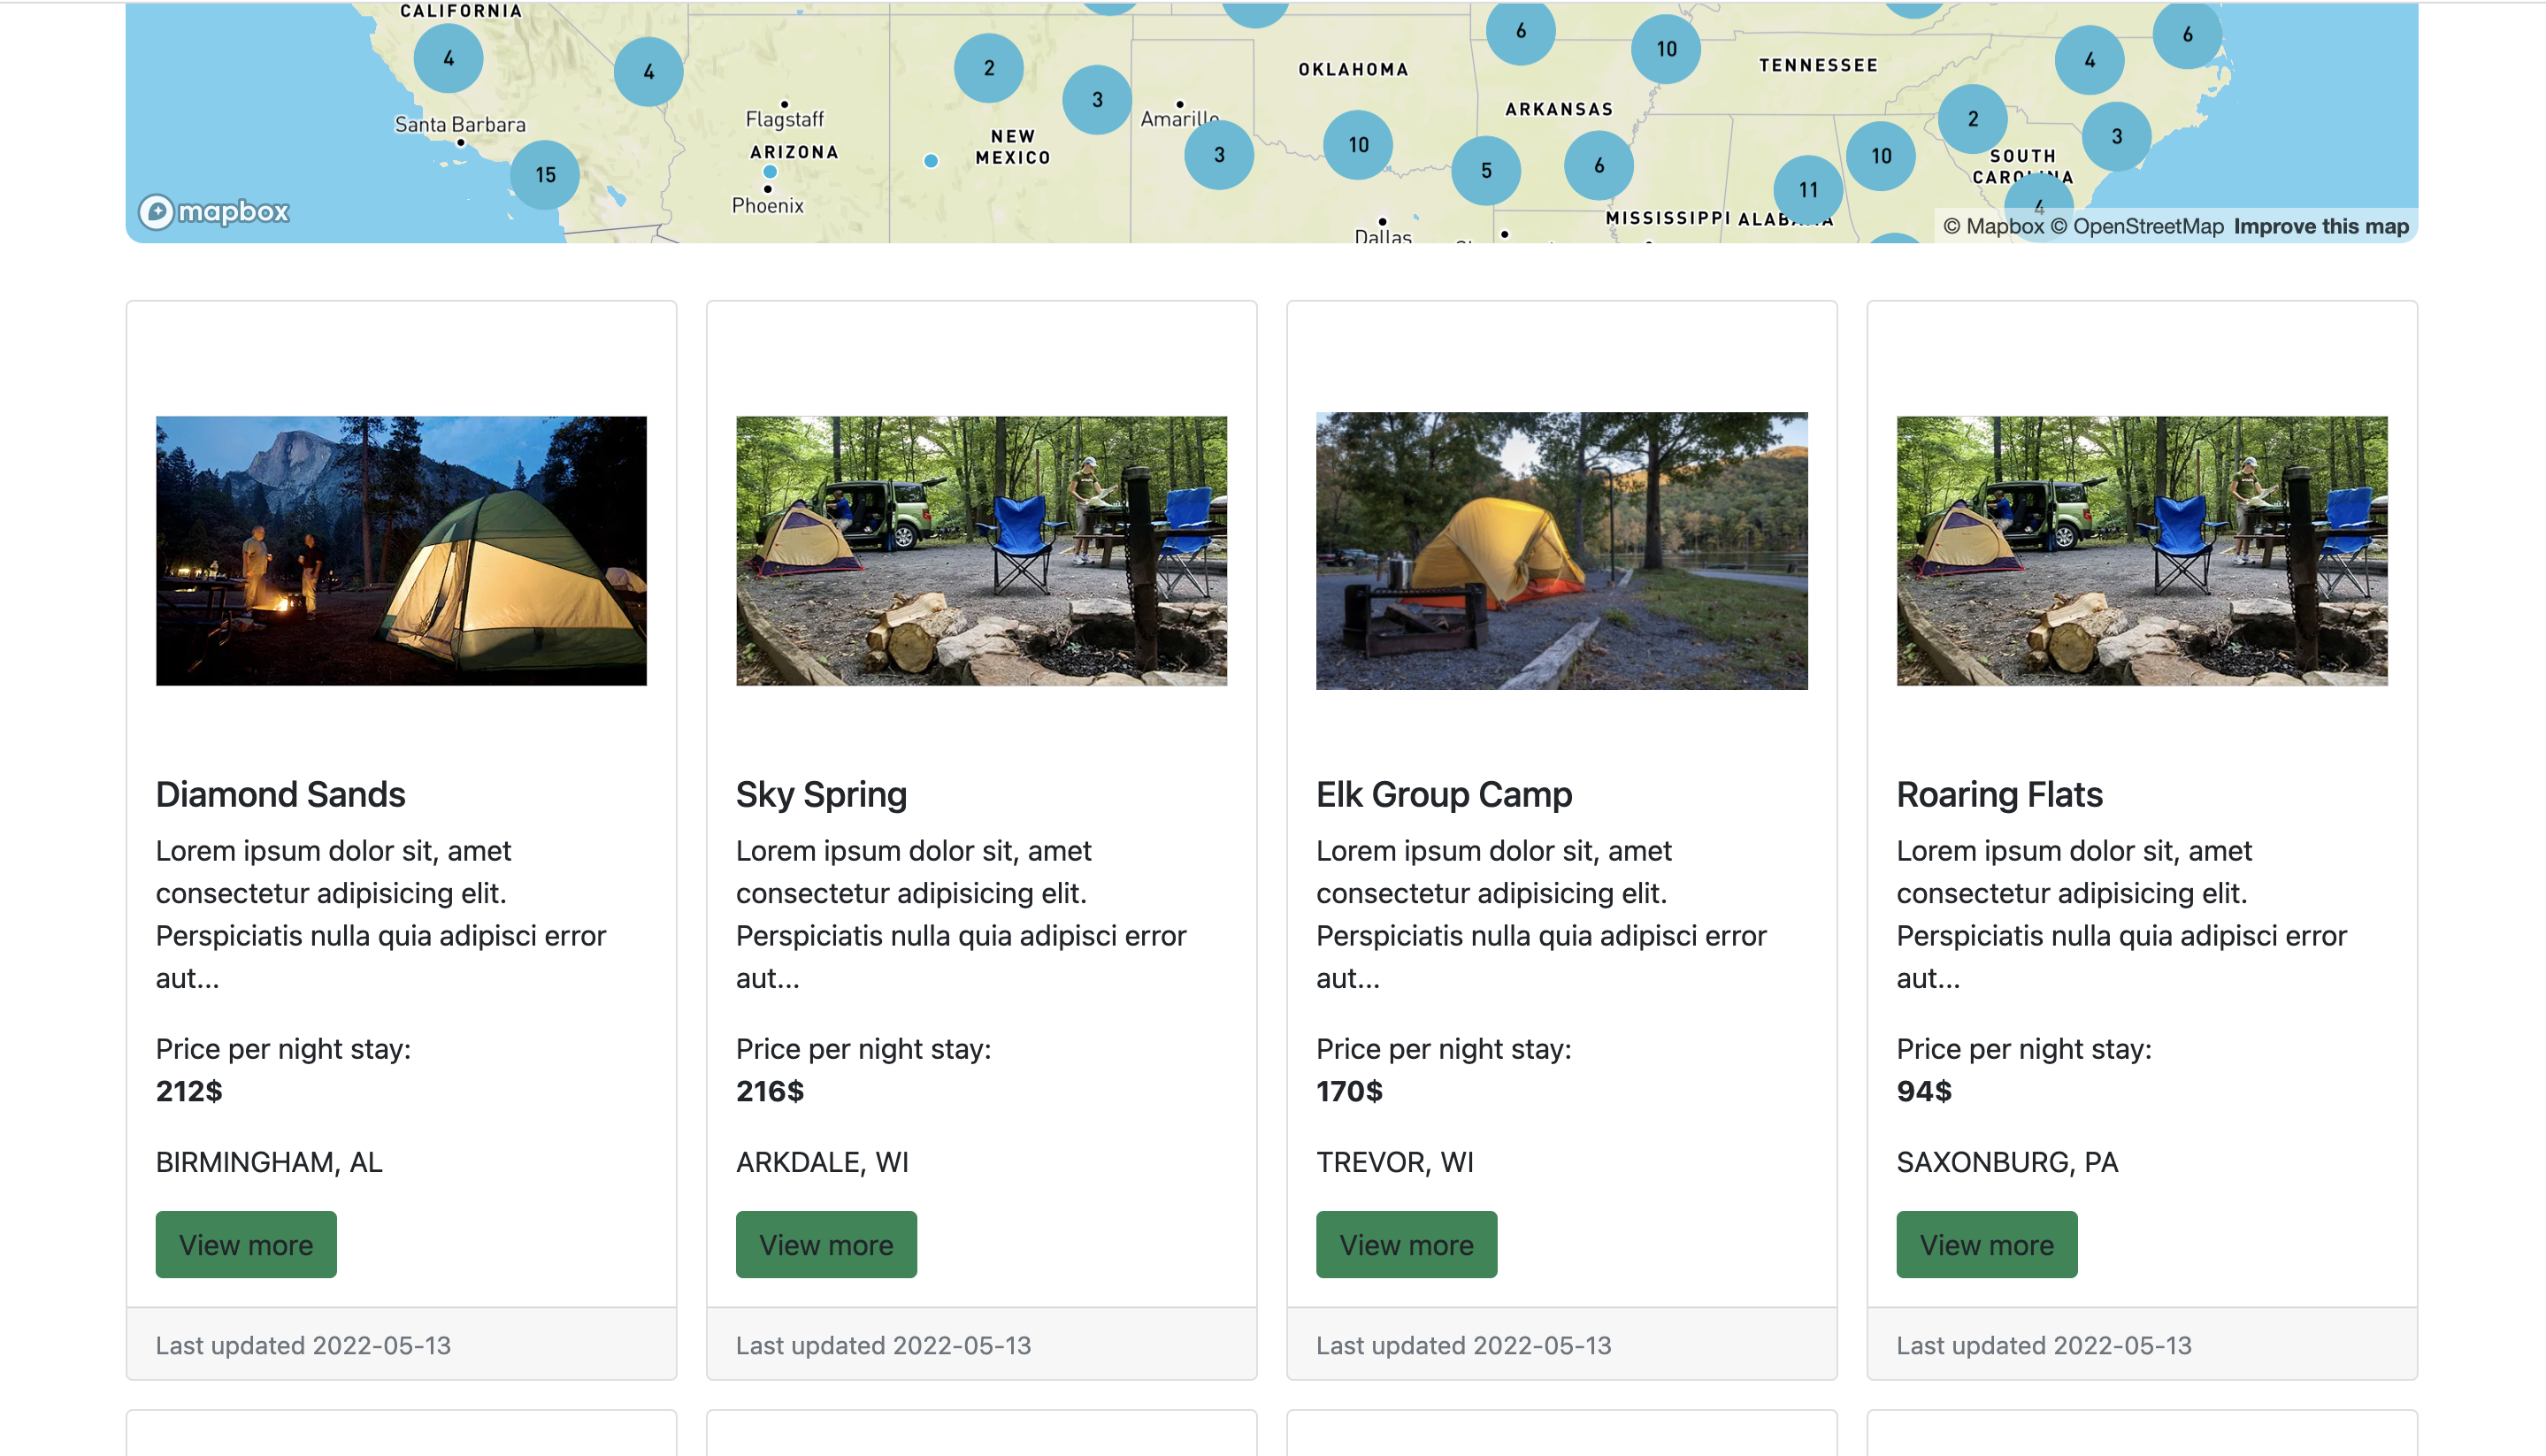 CALIFORNIA
4
4
2
3
6
10
4
6
OKLAHOMA
TENNESSEE
ARKANSAS
Santa Barbara
Flagstaff
ARIZONA
Phoenix
NEW
MEXICO
Amarillo
3
10
5
6
11
10
2
3
SOUTH
CAROLINA
4
15
MISSISSIPPI
ALABAMA
Dallas
mapbox
© Mapbox © OpenStreetMap Improve this map
Diamond Sands
Lorem ipsum dolor sit, amet
consectetur adipisicing elit.
Perspiciatis nulla quia adipisci error
aut...
Price per night stay:
212$
BIRMINGHAM, AL
View more
Last updated 2022-05-13
Sky Spring
Lorem ipsum dolor sit, amet
consectetur adipisicing elit.
Perspiciatis nulla quia adipisci error
aut...
Price per night stay:
216$
ARKDALE, WI
View more
Last updated 2022-05-13
Elk Group Camp
Lorem ipsum dolor sit, amet
consectetur adipisicing elit.
Perspiciatis nulla quia adipisci error
aut...
Price per night stay:
170$
TREVOR, WI
View more
Last updated 2022-05-13
Roaring Flats
Lorem ipsum dolor sit, amet
consectetur adipisicing elit.
Perspiciatis nulla quia adipisci error
aut...
Price per night stay:
94$
SAXONBURG, PA
View more
Last updated 2022-05-13